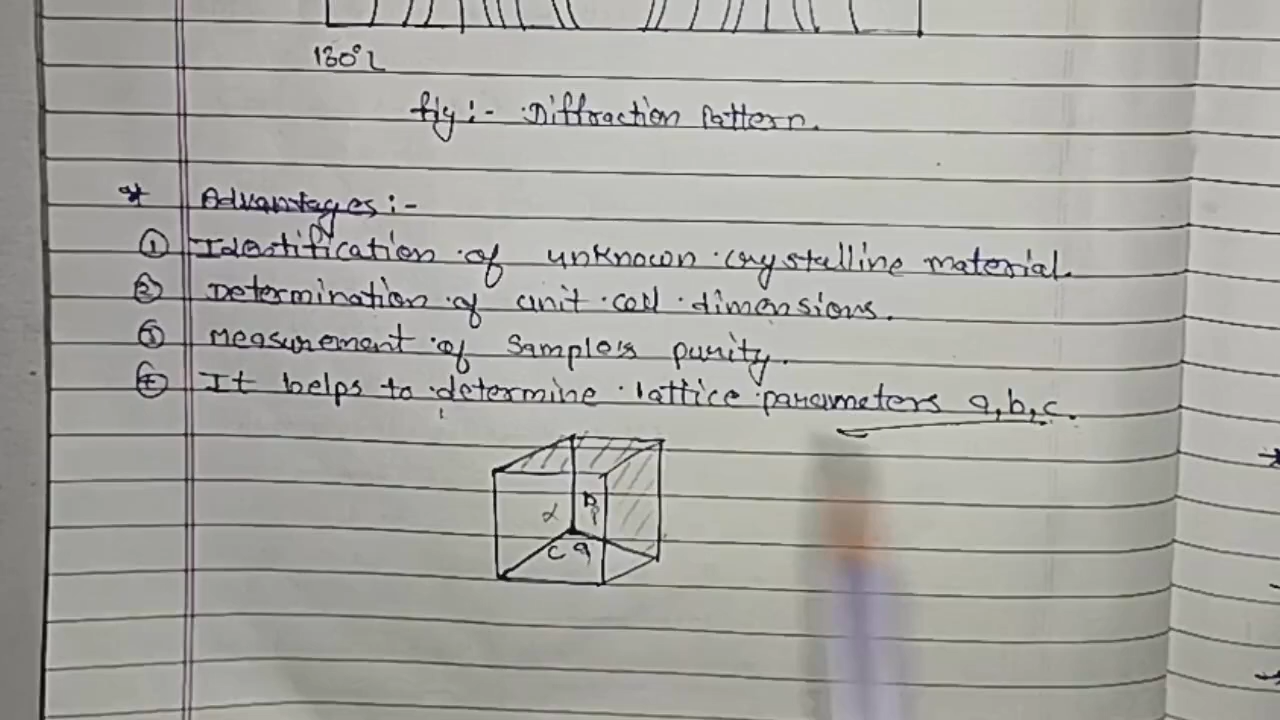 180°
fig:- Diffraction Pattern.
* Advantages:-
① Identification of unknown crystalline material.
② Determination of unit cell dimensions.
③ Measurement of sample's purity.
④ It helps to determine lattice parameters a, b, c.
α
c a